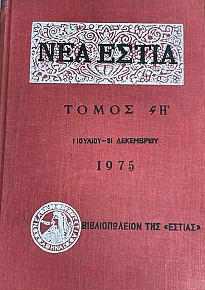 ΝΕΑ ΕΣΤΙΑ
ΤΟΜΟΣ ϟΗ'
1 ΙΟΥΛΙΟΥ-31 ΔΕΚΕΜΒΡΙΟΥ
1975
ΒΙΒΛΙΟΠΩΛΕΙΟΝ ΤΗΣ «ΕΣΤΙΑΣ»